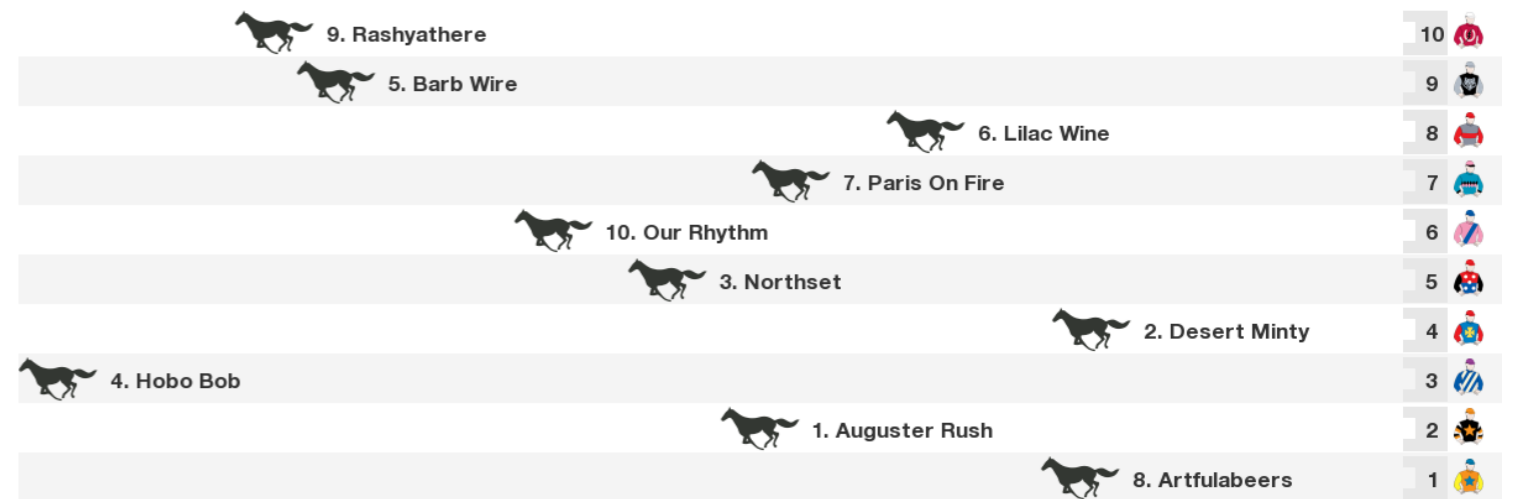 9. Rashyathere 10
5. Barb Wire 9
6. Lilac Wine 8
7. Paris On Fire 7
10. Our Rhythm 6
3. Northset 5
2. Desert Minty 4
4. Hobo Bob 3
1. Auguster Rush 2
8. Artfulabeers 1